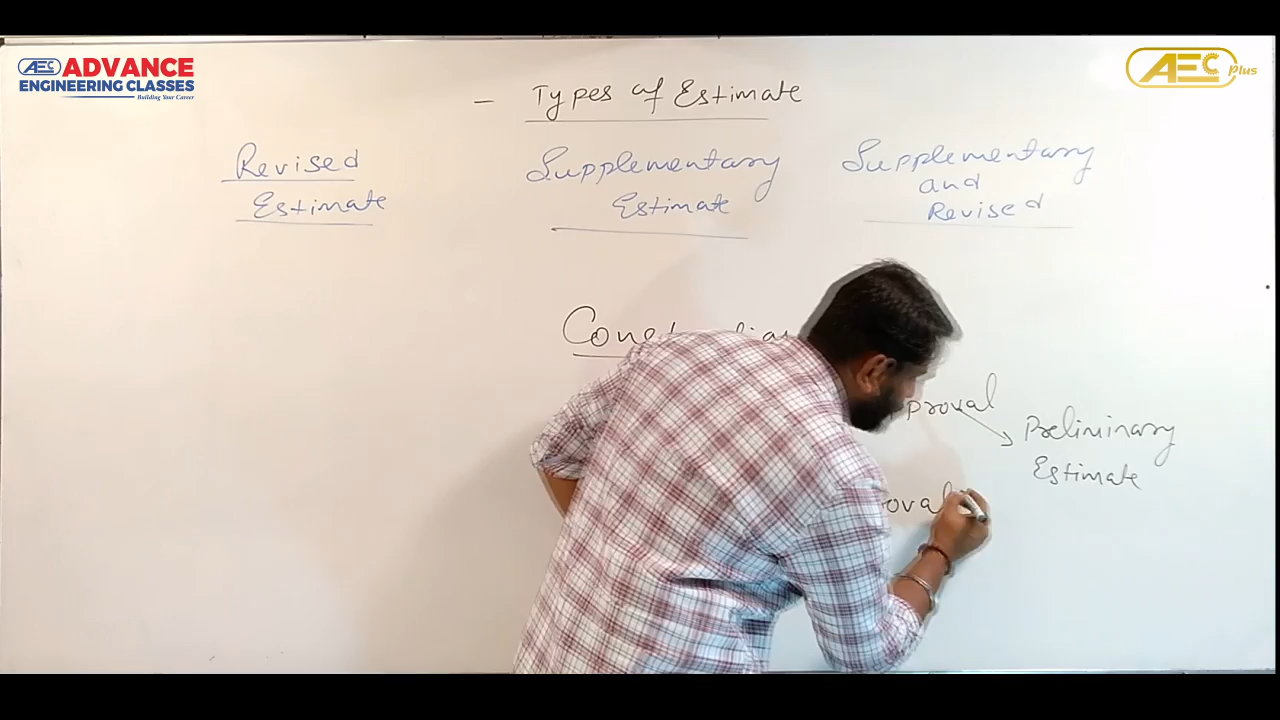 AEC ADVANCE
ENGINEERING CLASSES
Building Your Career
AEC Plus
- Types of Estimate
Revised
Estimate
Supplementary
Estimate
Supplementary
and
Revised
Preliminary
Estimate